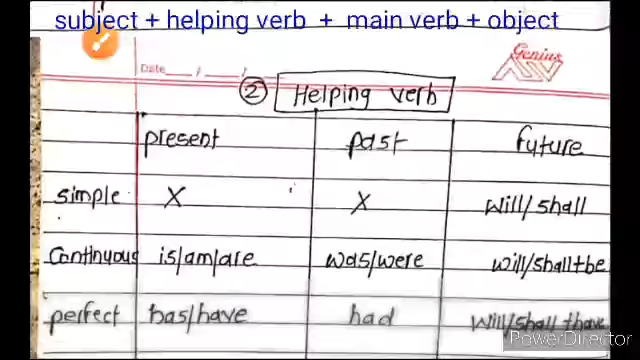 subject + helping verb + main verb + object
Date / /
Genius
② Helping verb
present past future
simple X X will/shall
continuous is/am/are was/were will/shall+be
perfect has/have had will/shall+have
PowerDirector